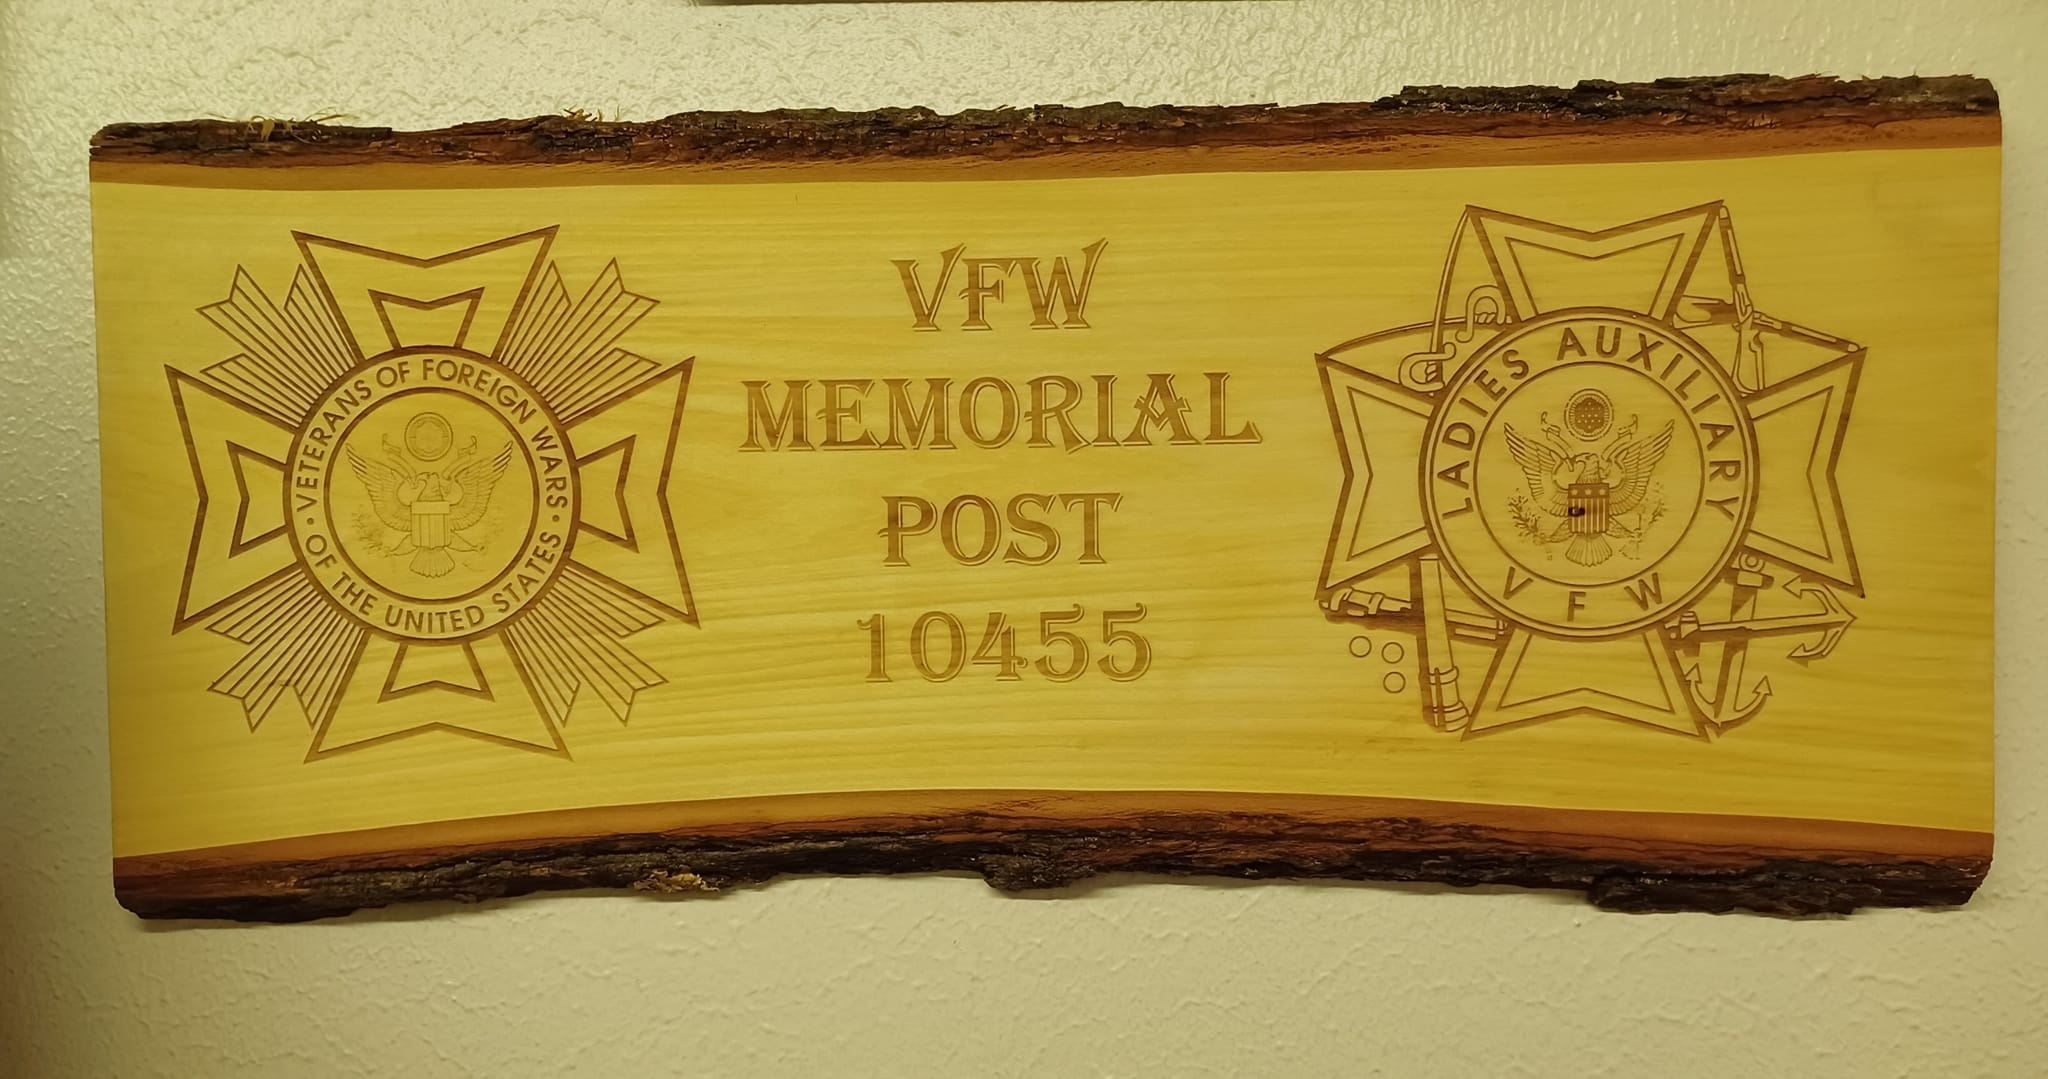 VETERANS OF FOREIGN WARS
• OF THE UNITED STATES •
VFW
MEMORIAL
POST
10455
LADIES AUXILIARY
VFW